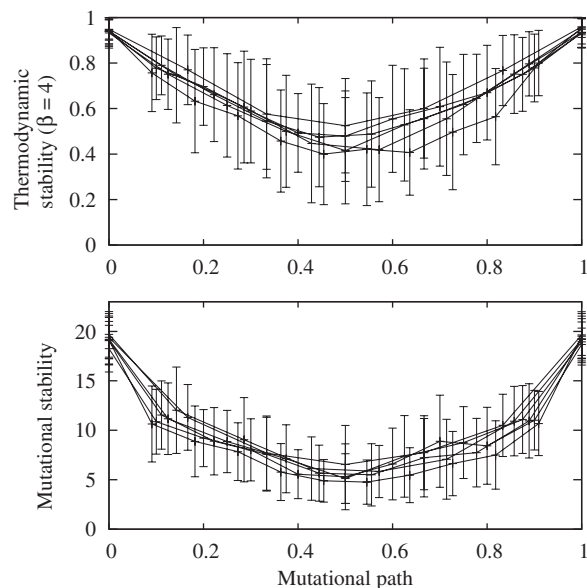 Thermodynamic
stability (β = 4)
1
0.8
0.6
0.4
0.2
0
0 0.2 0.4 0.6 0.8 1
Mutational stability
20
15
10
5
0
0 0.2 0.4 0.6 0.8 1
Mutational path